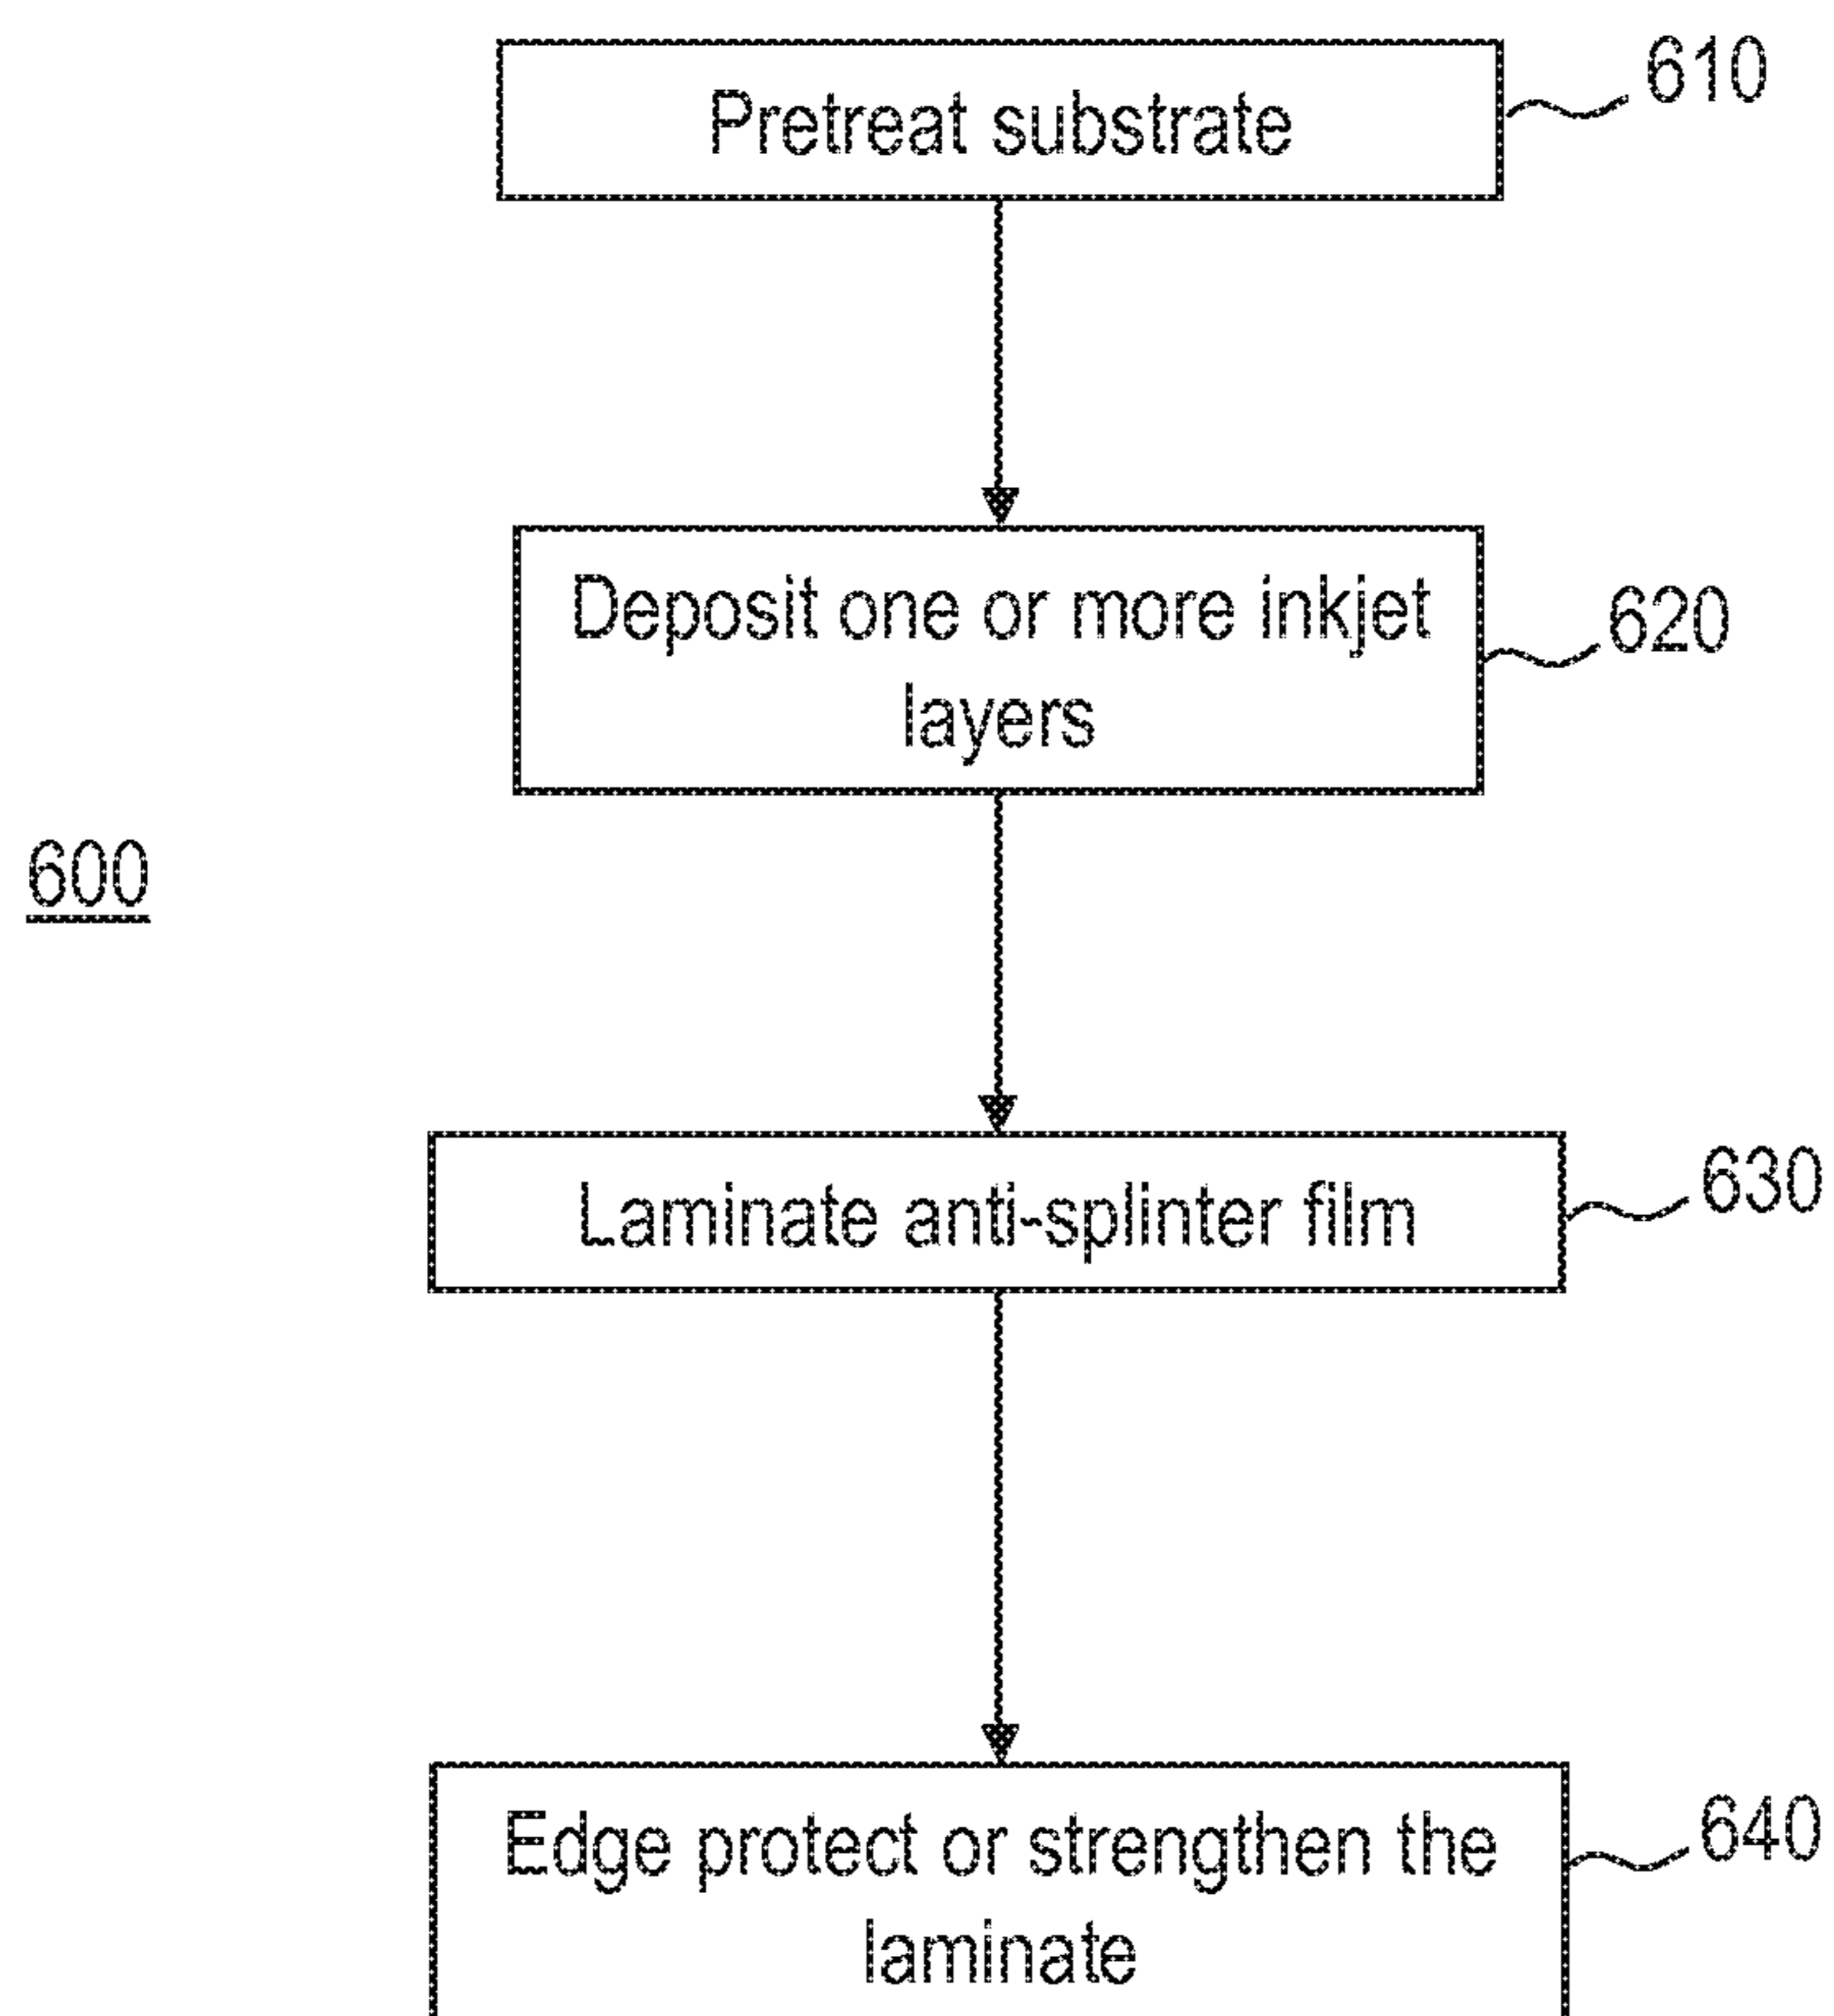 Pretreat substrate
610
Deposit one or more inkjet
layers
620
600
Laminate anti-splinter film
630
Edge protect or strengthen the
laminate
640